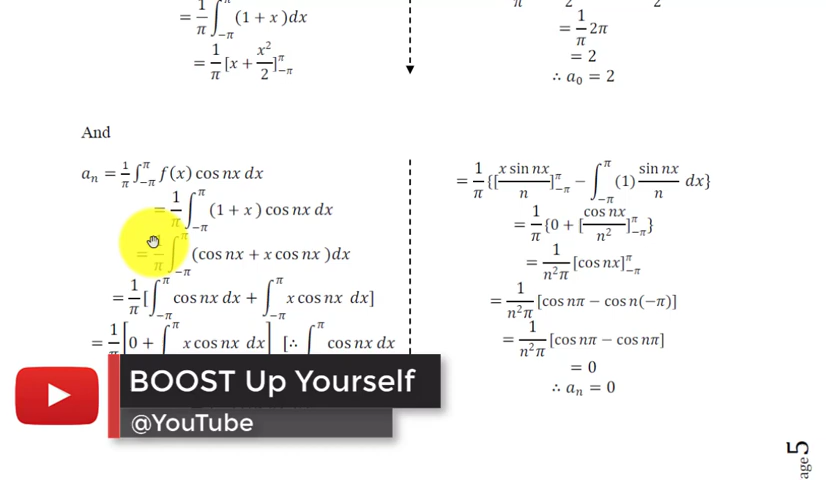 = 1/π ∫_{-π}^{π} (1 + x) dx
= 1/π [x + x²/2]_{-π}^{π}
= 1/π 2π
= 2
∴ a₀ = 2
And
aₙ = 1/π ∫_{-π}^{π} f(x) cos nx dx
= 1/π ∫_{-π}^{π} (1 + x) cos nx dx
= 1/π ∫_{-π}^{π} (cos nx + x cos nx) dx
= 1/π [∫_{-π}^{π} cos nx dx + ∫_{-π}^{π} x cos nx dx]
= 1/π [0 + ∫^{π} x cos nx dx] [∴ ∫^{π} cos nx dx
= 1/π {[x sin nx / n]_{-π}^{π} − ∫_{-π}^{π} (1) sin nx / n dx}
= 1/π {0 + [cos nx / n²]_{-π}^{π}}
= 1/n²π [cos nx]_{-π}^{π}
= 1/n²π [cos nπ − cos n(−π)]
= 1/n²π [cos nπ − cos nπ]
= 0
∴ aₙ = 0
BOOST Up Yourself
@YouTube
age 5